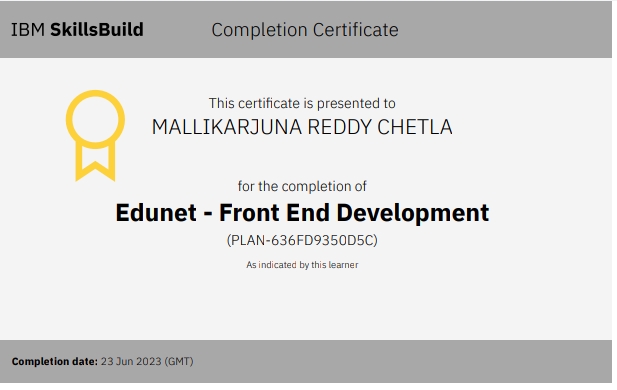 IBM SkillsBuild Completion Certificate
This certificate is presented to
MALLIKARJUNA REDDY CHETLA
for the completion of
Edunet - Front End Development
(PLAN-636FD9350D5C)
As indicated by this learner
Completion date: 23 Jun 2023 (GMT)